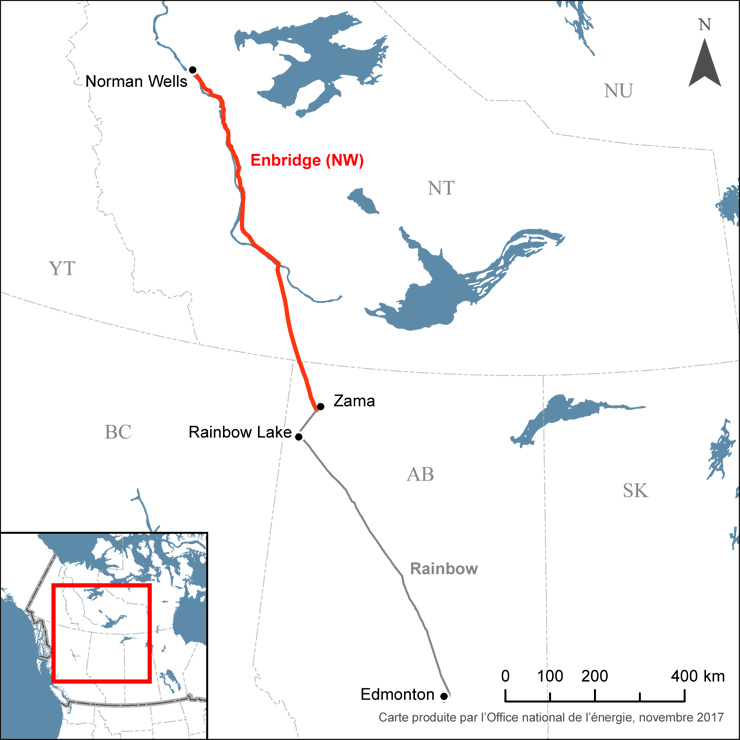 N
Norman Wells
NU
Enbridge (NW)
NT
YT
Zama
Rainbow Lake
BC
AB
SK
Rainbow
Edmonton
0 100 200 400 km
Carte produite par l’Office national de l’énergie, novembre 2017